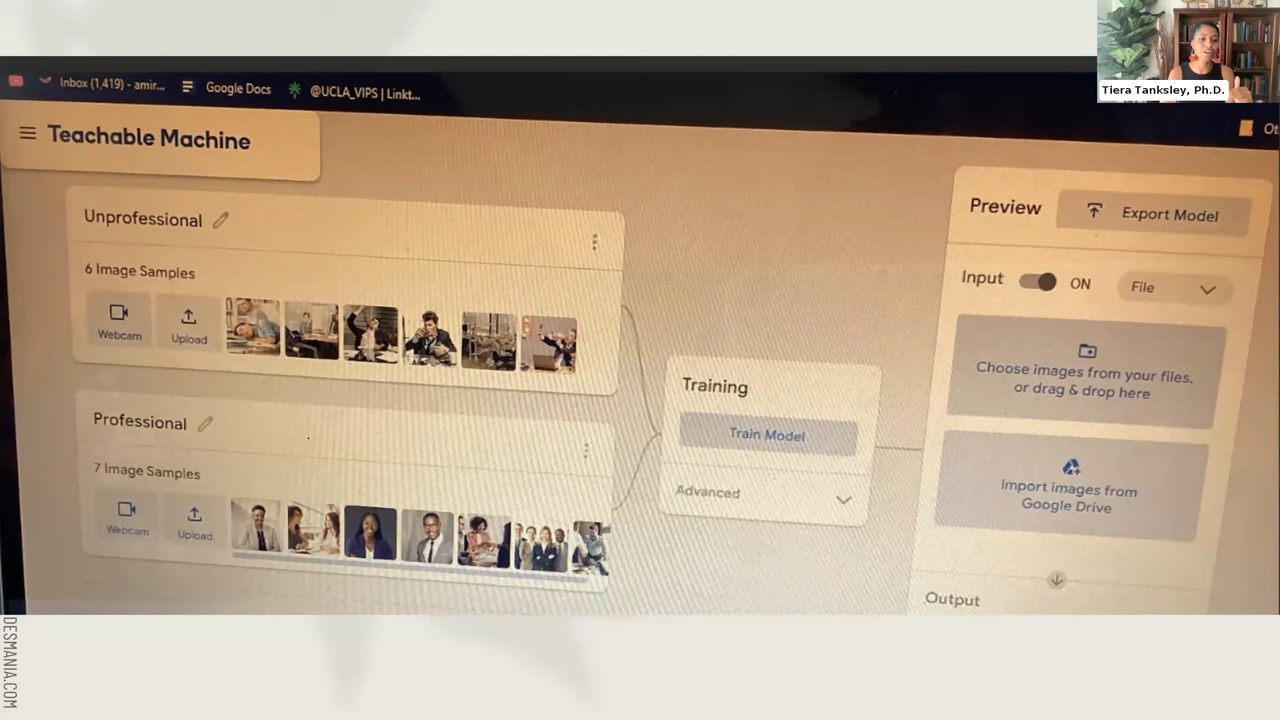 Inbox (1,419) - amir...
Google Docs
@UCLA_VIPS | Linkt...
Tiera Tanksley, Ph.D.
Ot
Teachable Machine
Unprofessional
6 Image Samples
Webcam
Upload
Professional
7 Image Samples
Webcam
Upload
Training
Train Model
Advanced
Preview
Export Model
Input
ON
File
Choose images from your files,
or drag & drop here
Import images from
Google Drive
Output
DESMANIA.COM